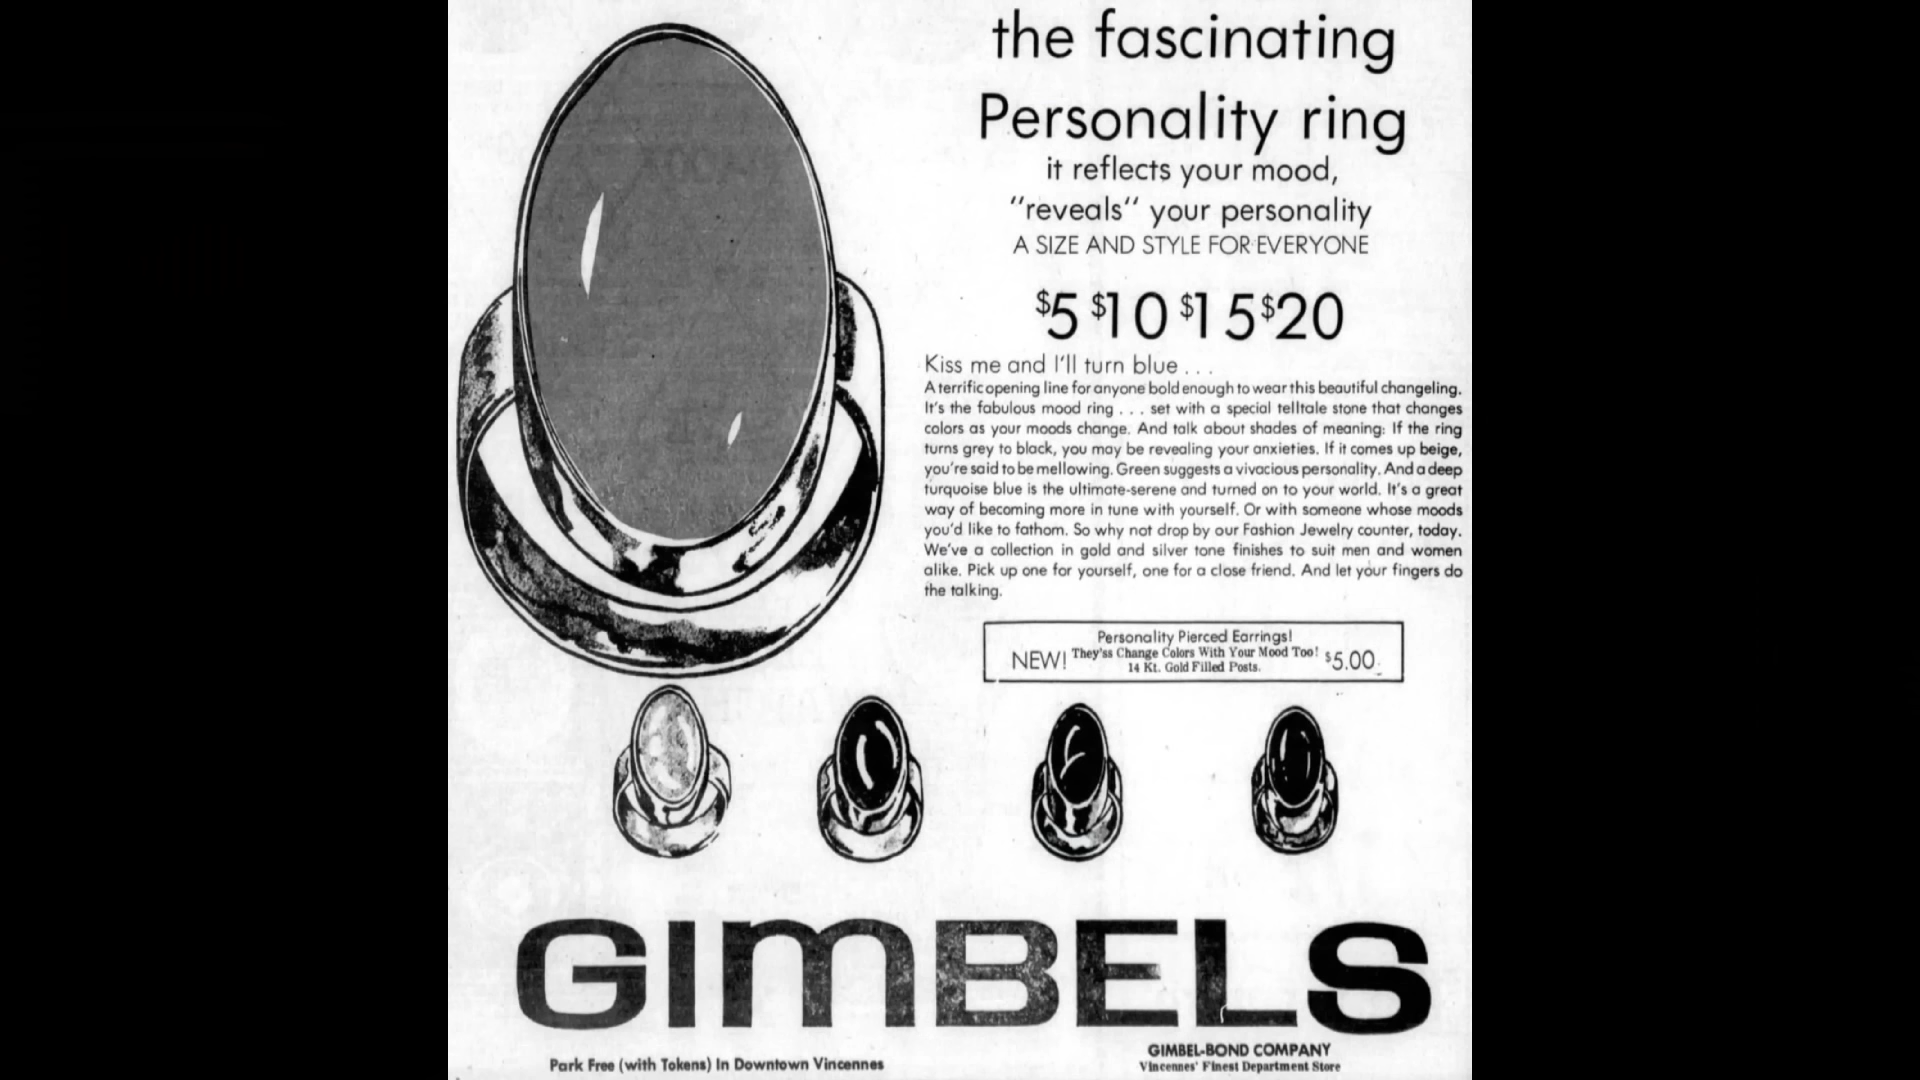 the fascinating
Personality ring
it reflects your mood,
"reveals" your personality
A SIZE AND STYLE FOR EVERYONE
$5 $10 $15 $20
Kiss me and I'll turn blue . . .
A terrific opening line for anyone bold enough to wear this beautiful changeling.
It's the fabulous mood ring . . . set with a special telltale stone that changes
colors as your moods change. And talk about shades of meaning: If the ring
turns grey to black, you may be revealing your anxieties. If it comes up beige,
you're said to be mellowing. Green suggests a vivacious personality. And a deep
turquoise blue is the ultimate-serene and turned on to your world. It's a great
way of becoming more in tune with yourself. Or with someone whose moods
you'd like to fathom. So why not drop by our Fashion Jewelry counter, today.
We've a collection in gold and silver tone finishes to suit men and women
alike. Pick up one for yourself, one for a close friend. And let your fingers do
the talking.
Personality Pierced Earrings!
NEW! They'ss Change Colors With Your Mood Too! $5.00
14 Kt. Gold Filled Posts.
GIMBELS
Park Free (with Tokens) In Downtown Vincennes
GIMBEL-BOND COMPANY
Vincennes' Finest Department Store